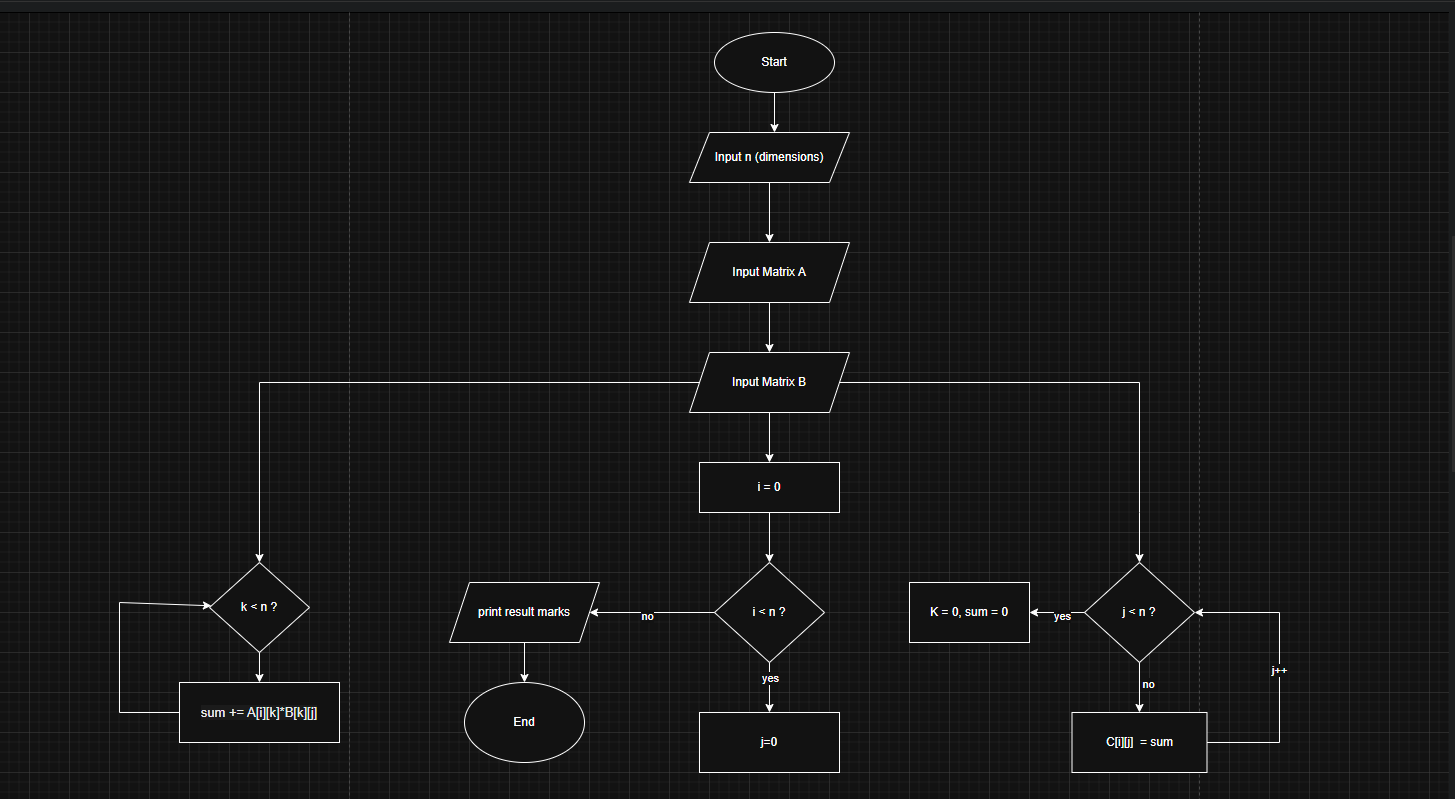 Start
Input n (dimensions)
Input Matrix A
Input Matrix B
i = 0
k < n ?
print result marks
no
i < n ?
K = 0, sum = 0
yes
j < n ?
yes
no
j++
sum += A[i][k]*B[k][j]
End
j=0
C[i][j]  = sum